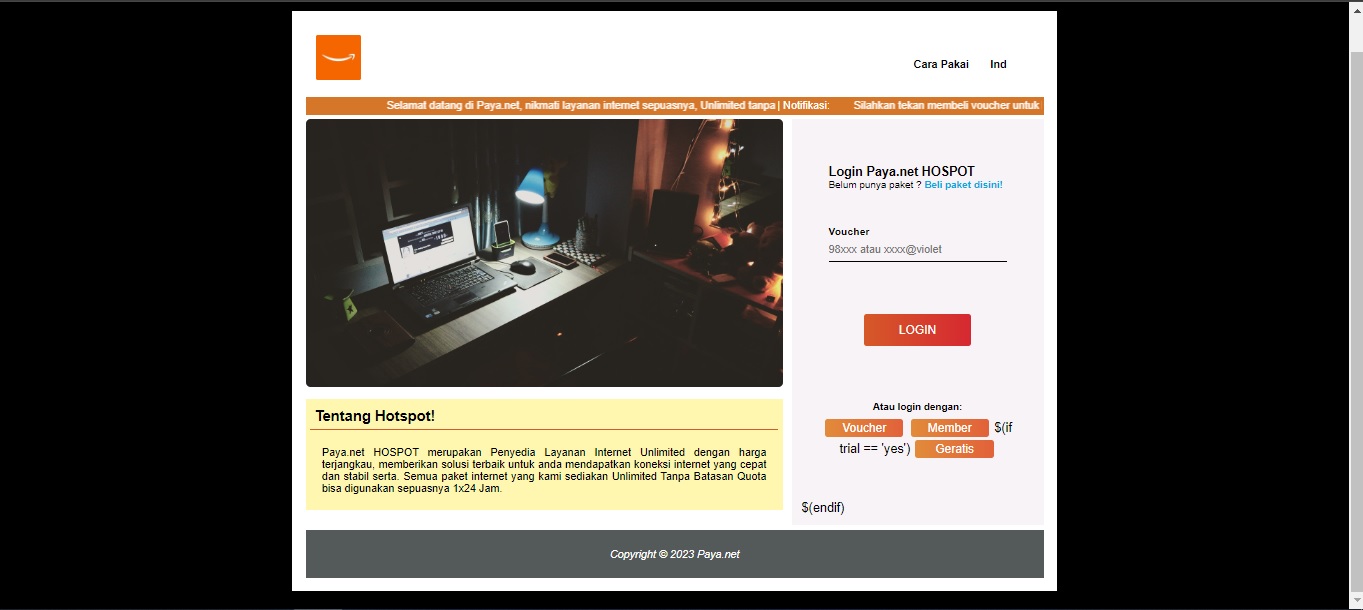 Cara Pakai Ind
Selamat datang di Paya.net, nikmati layanan internet sepuasnya, Unlimited tanpa | Notifikasi: Silahkan tekan membeli voucher untuk
Login Paya.net HOSPOT
Belum punya paket ? Beli paket disini!
Voucher
98xxx atau xxxx@violet
LOGIN
Atau login dengan:
Voucher Member $(if
trial == 'yes') Geratis
$(endif)
Tentang Hotspot!
Paya.net HOSPOT merupakan Penyedia Layanan Internet Unlimited dengan harga
terjangkau, memberikan solusi terbaik untuk anda mendapatkan koneksi internet yang cepat
dan stabil serta. Semua paket internet yang kami sediakan Unlimited Tanpa Batasan Quota
bisa digunakan sepuasnya 1x24 Jam.
Copyright © 2023 Paya.net